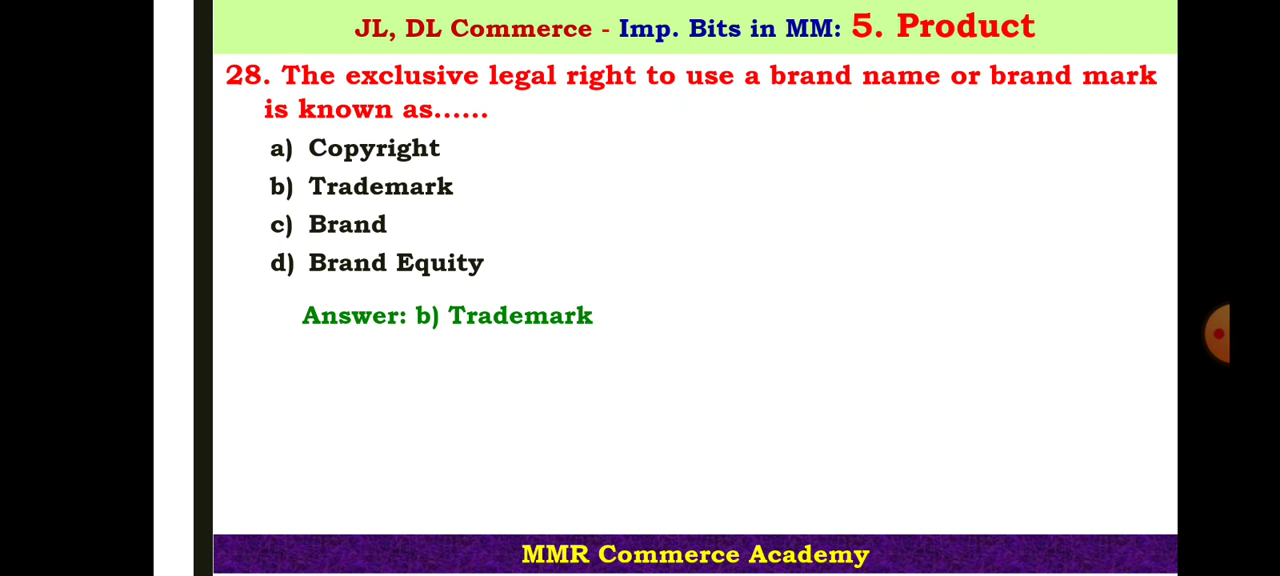 JL, DL Commerce - Imp. Bits in MM: 5. Product
28. The exclusive legal right to use a brand name or brand mark
is known as......
a) Copyright
b) Trademark
c) Brand
d) Brand Equity
Answer: b) Trademark
MMR Commerce Academy